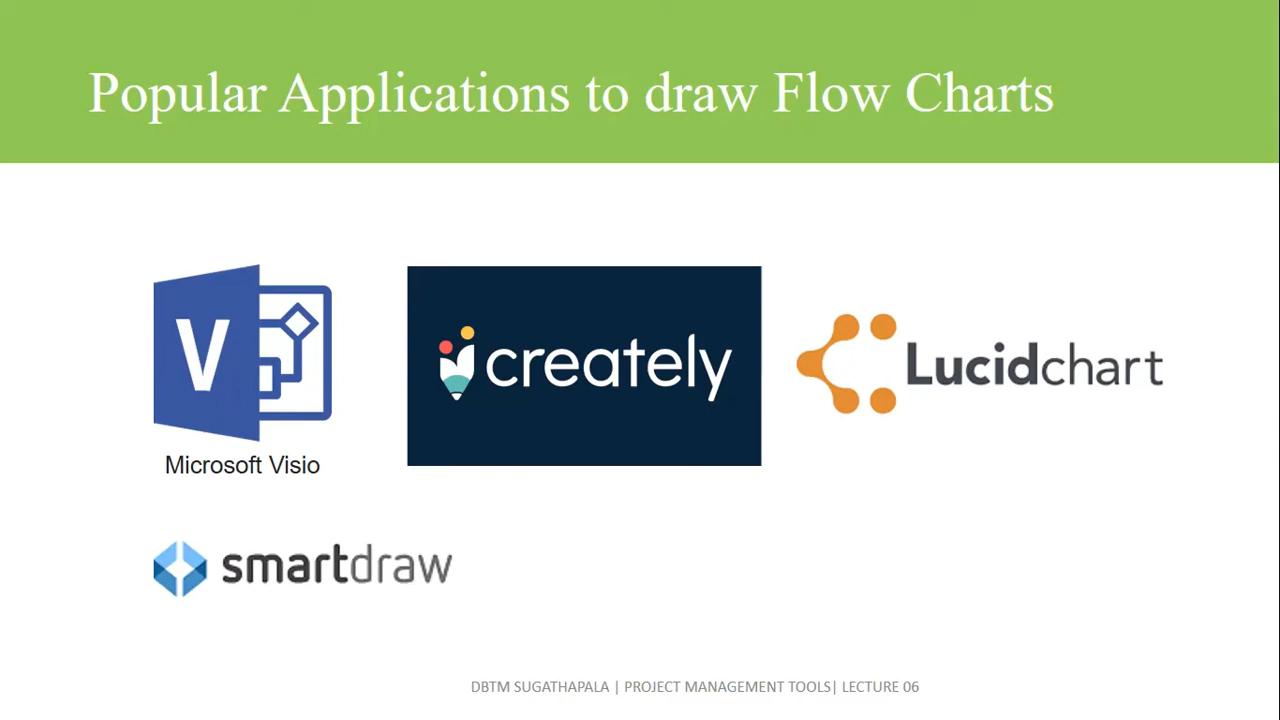 Popular Applications to draw Flow Charts
V
creately
Lucidchart
Microsoft Visio
smartdraw
DBTM SUGATHAPALA | PROJECT MANAGEMENT TOOLS| LECTURE 06